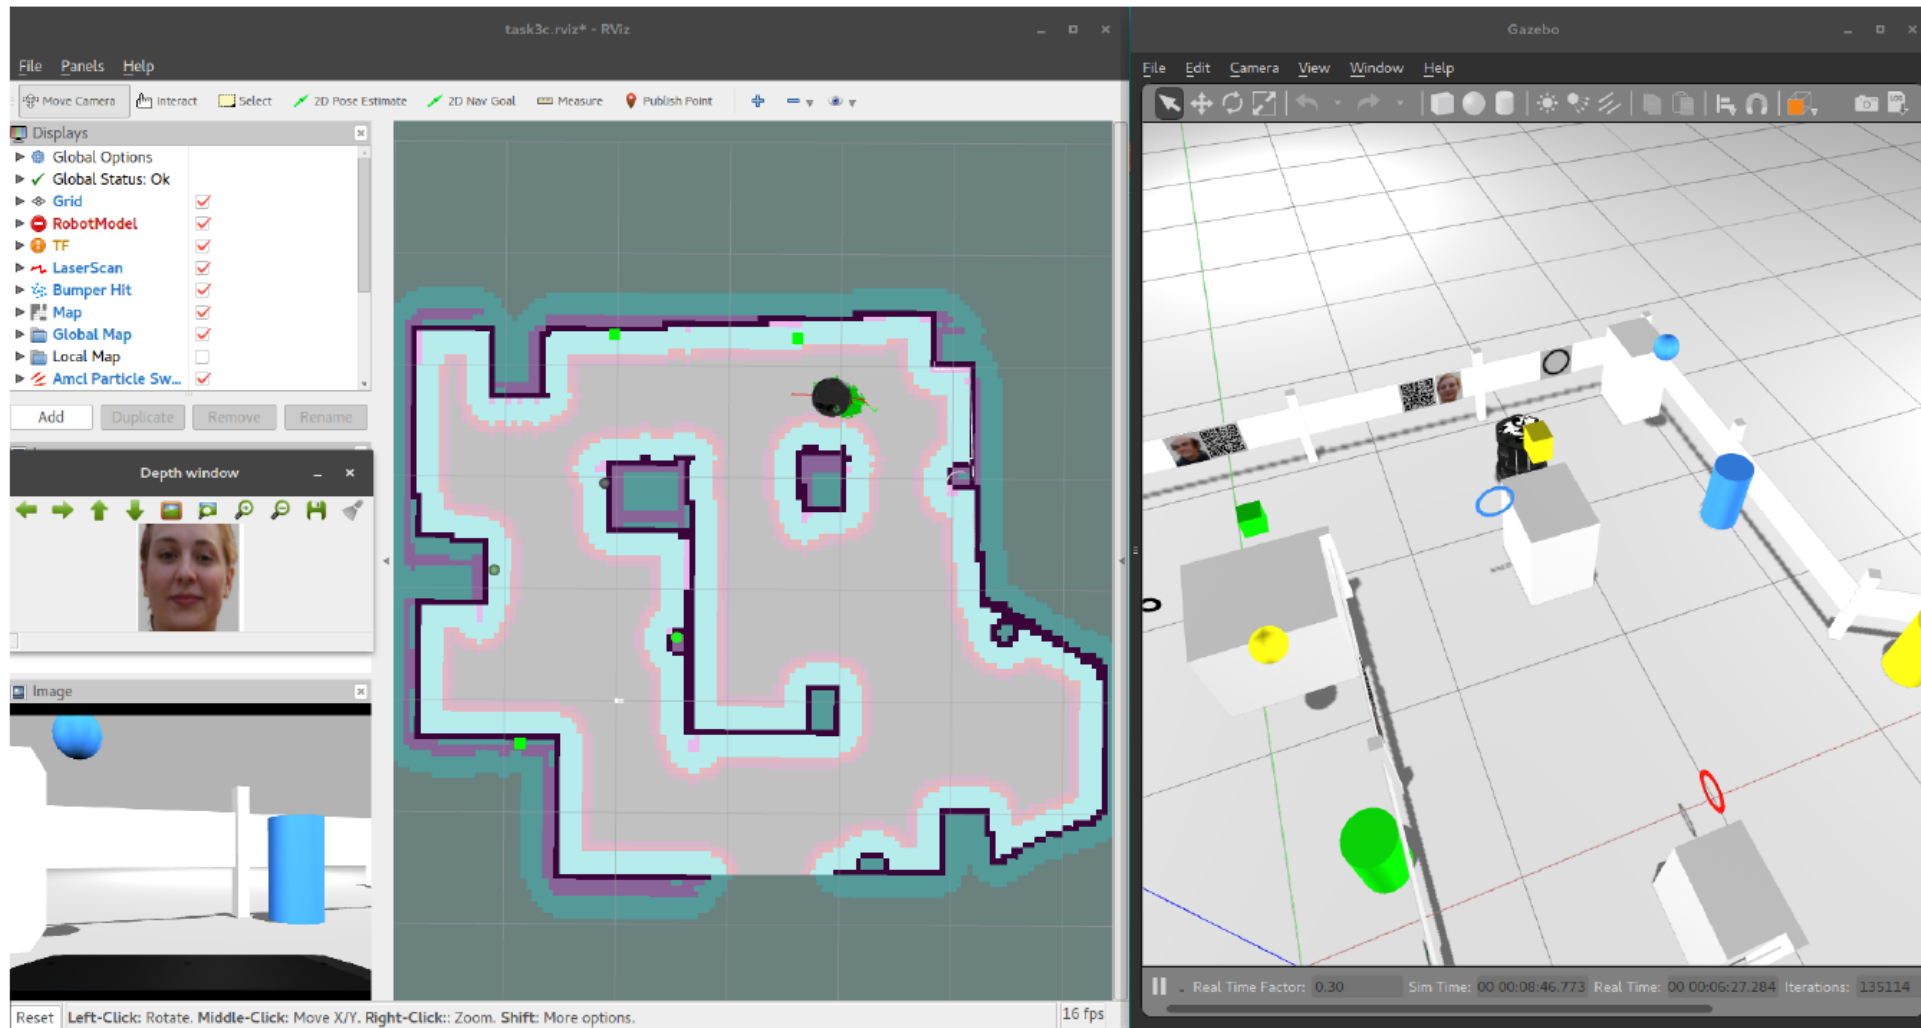 task3c.rviz* - RViz
File Panels Help
Move Camera Interact Select 2D Pose Estimate 2D Nav Goal Measure Publish Point
Displays
Global Options
Global Status: Ok
Grid
RobotModel
TF
LaserScan
Bumper Hit
Map
Global Map
Local Map
Amcl Particle Sw...
Add Duplicate Remove Rename
Depth window
Image
Reset Left-Click: Rotate. Middle-Click: Move X/Y. Right-Click:: Zoom. Shift: More options. 16 fps
Gazebo
File Edit Camera View Window Help
Real Time Factor: 0.30 Sim Time: 00 00:08:46.773 Real Time: 00 00:06:27.284 Iterations: 135114